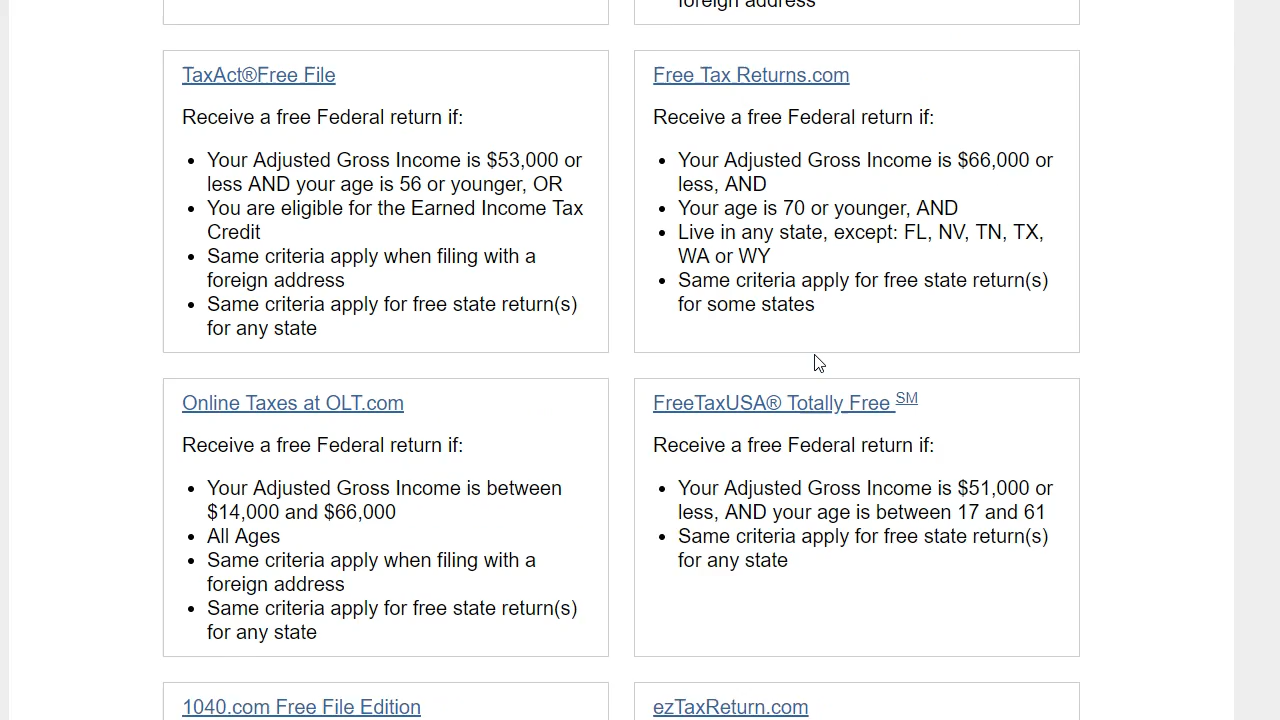 foreign address
TaxAct®Free File
Receive a free Federal return if:
• Your Adjusted Gross Income is $53,000 or
less AND your age is 56 or younger, OR
• You are eligible for the Earned Income Tax
Credit
• Same criteria apply when filing with a
foreign address
• Same criteria apply for free state return(s)
for any state
Free Tax Returns.com
Receive a free Federal return if:
• Your Adjusted Gross Income is $66,000 or
less, AND
• Your age is 70 or younger, AND
• Live in any state, except: FL, NV, TN, TX,
WA or WY
• Same criteria apply for free state return(s)
for some states
Online Taxes at OLT.com
Receive a free Federal return if:
• Your Adjusted Gross Income is between
$14,000 and $66,000
• All Ages
• Same criteria apply when filing with a
foreign address
• Same criteria apply for free state return(s)
for any state
FreeTaxUSA® Totally Free SM
Receive a free Federal return if:
• Your Adjusted Gross Income is $51,000 or
less, AND your age is between 17 and 61
• Same criteria apply for free state return(s)
for any state
1040.com Free File Edition
ezTaxReturn.com